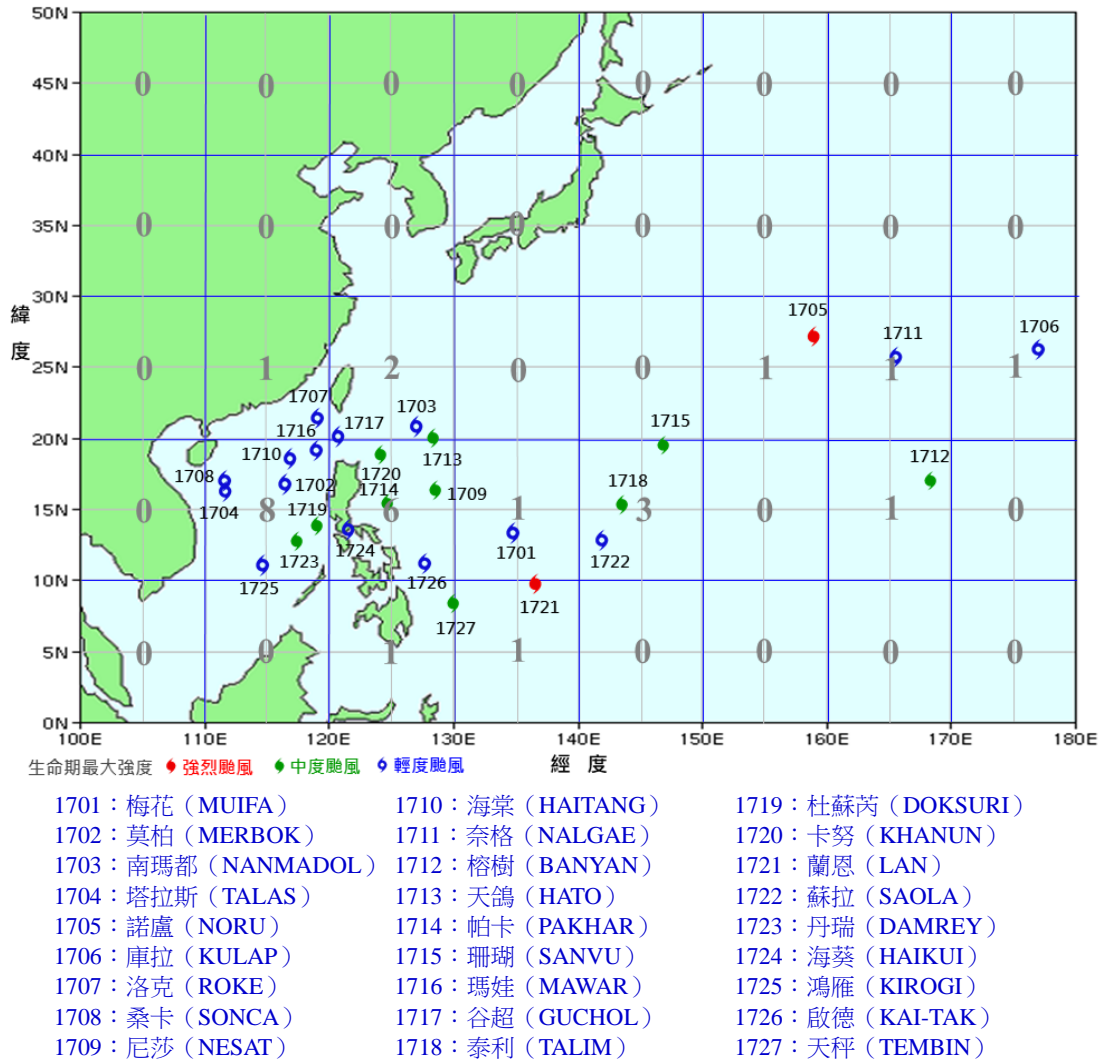 50N
45N 0 0 0 0 0 0 0 0
40N
35N 0 0 0 0 0 0 0 0
30N
1705
1711 1706
緯度
25N 0 1 2 0 0 1 1 1
1707 1703
1716 1717 1715
20N
1710 1713 1712
1708 1720
1702 1714 1709 1718
1704 1719
15N 0 8 6 1 3 0 1 0
1723 1724 1701 1722
10N
1725 1726 1721
1727
5N 0 0 1 1 0 0 0 0
0N
100E 110E 120E 130E 140E 150E 160E 170E 180E
生命期最大強度 強烈颱風 中度颱風 輕度颱風 經 度
1701：梅花（MUIFA） 1710：海棠（HAITANG） 1719：杜蘇芮（DOKSURI）
1702：莫柏（MERBOK） 1711：奈格（NALGAE） 1720：卡努（KHANUN）
1703：南瑪都（NANMADOL） 1712：榕樹（BANYAN） 1721：蘭恩（LAN）
1704：塔拉斯（TALAS） 1713：天鴿（HATO） 1722：蘇拉（SAOLA）
1705：諾盧（NORU） 1714：帕卡（PAKHAR） 1723：丹瑞（DAMREY）
1706：庫拉（KULAP） 1715：珊瑚（SANVU） 1724：海葵（HAIKUI）
1707：洛克（ROKE） 1716：瑪娃（MAWAR） 1725：鴻雁（KIROGI）
1708：桑卡（SONCA） 1717：谷超（GUCHOL） 1726：啟德（KAI-TAK）
1709：尼莎（NESAT） 1718：泰利（TALIM） 1727：天秤（TEMBIN）